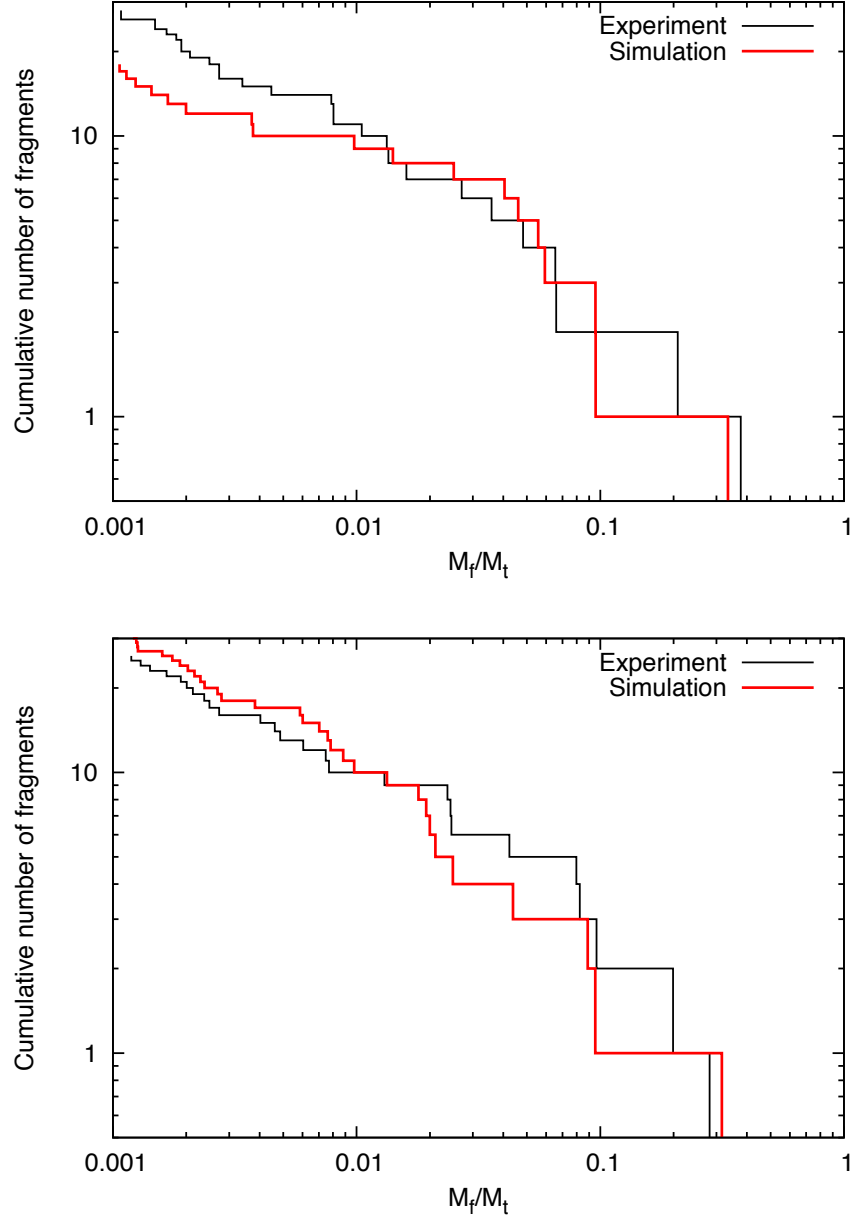 Experiment
Simulation
10
1
Cumulative number of fragments
0.001 0.01 0.1 1
M_f/M_t
Experiment
Simulation
10
1
Cumulative number of fragments
0.001 0.01 0.1 1
M_f/M_t